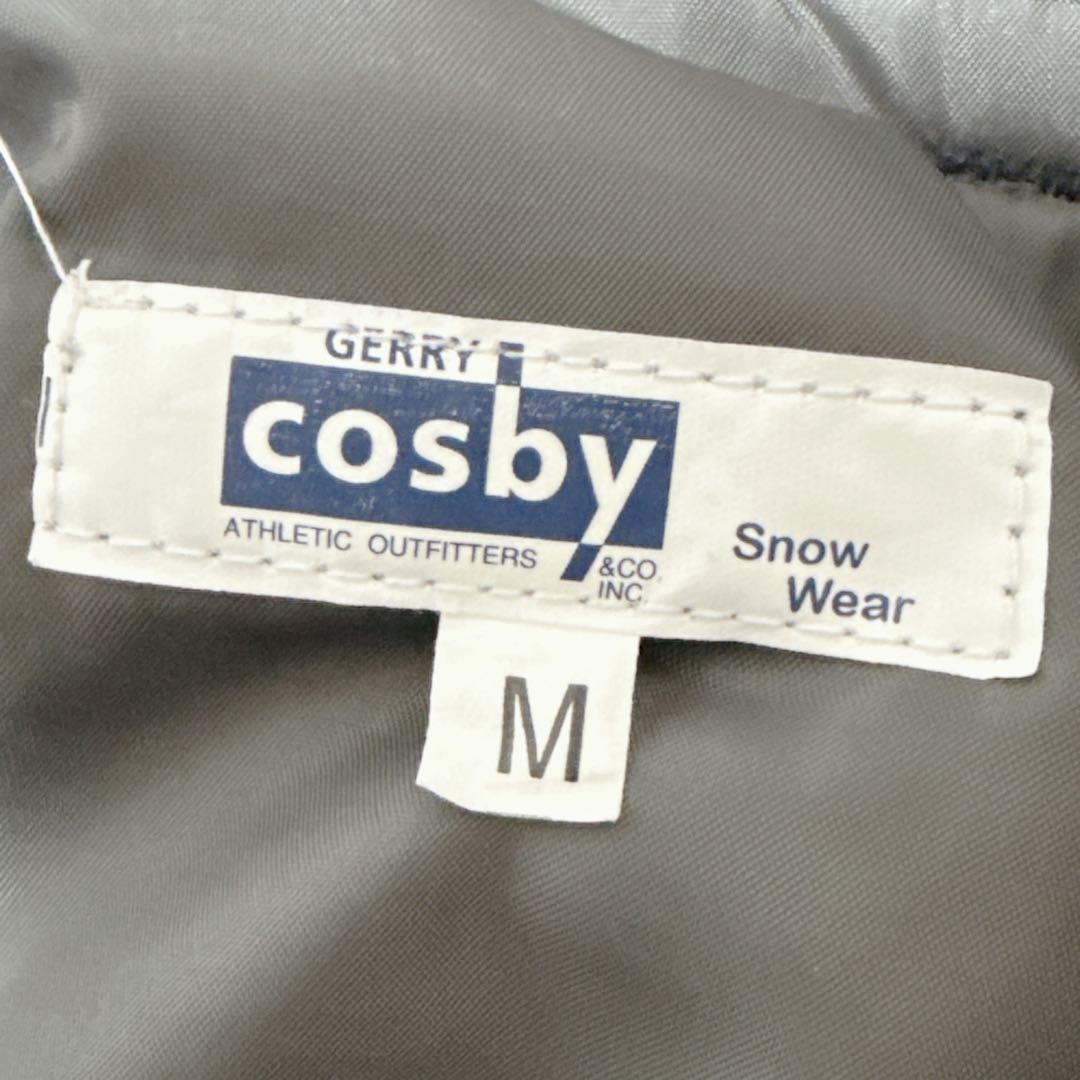 GERRY
cosby
ATHLETIC OUTFITTERS &CO.
INC.
Snow
Wear
M